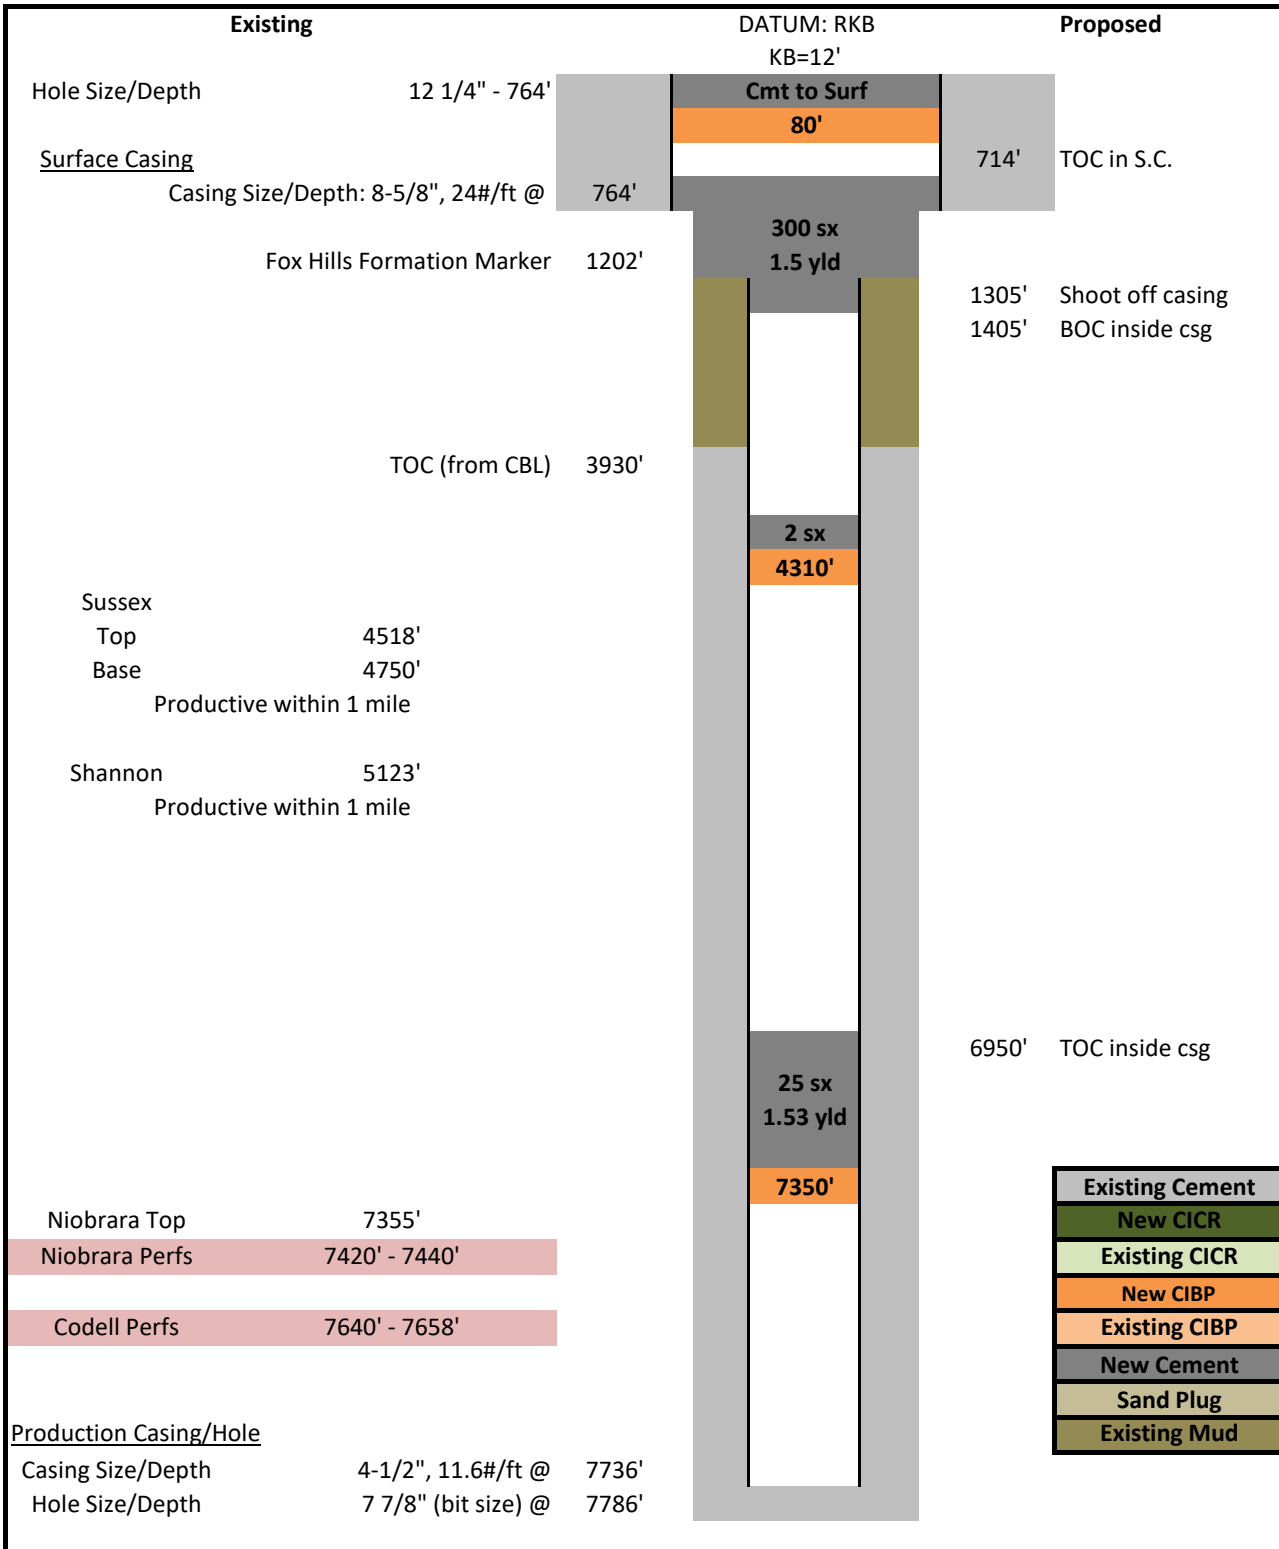 Existing DATUM: RKB Proposed
KB=12'
Hole Size/Depth 12 1/4" - 764' Cmt to Surf
80'
Surface Casing 714' TOC in S.C.
Casing Size/Depth: 8-5/8", 24#/ft @ 764'
300 sx
Fox Hills Formation Marker 1202' 1.5 yld
1305' Shoot off casing
1405' BOC inside csg
TOC (from CBL) 3930'
2 sx
4310'
Sussex
Top 4518'
Base 4750'
Productive within 1 mile
Shannon 5123'
Productive within 1 mile
6950' TOC inside csg
25 sx
1.53 yld
7350' Existing Cement
Niobrara Top 7355' New CICR
Niobrara Perfs 7420' - 7440' Existing CICR
New CIBP
Codell Perfs 7640' - 7658' Existing CIBP
New Cement
Sand Plug
Production Casing/Hole Existing Mud
Casing Size/Depth 4-1/2", 11.6#/ft @ 7736'
Hole Size/Depth 7 7/8" (bit size) @ 7786'